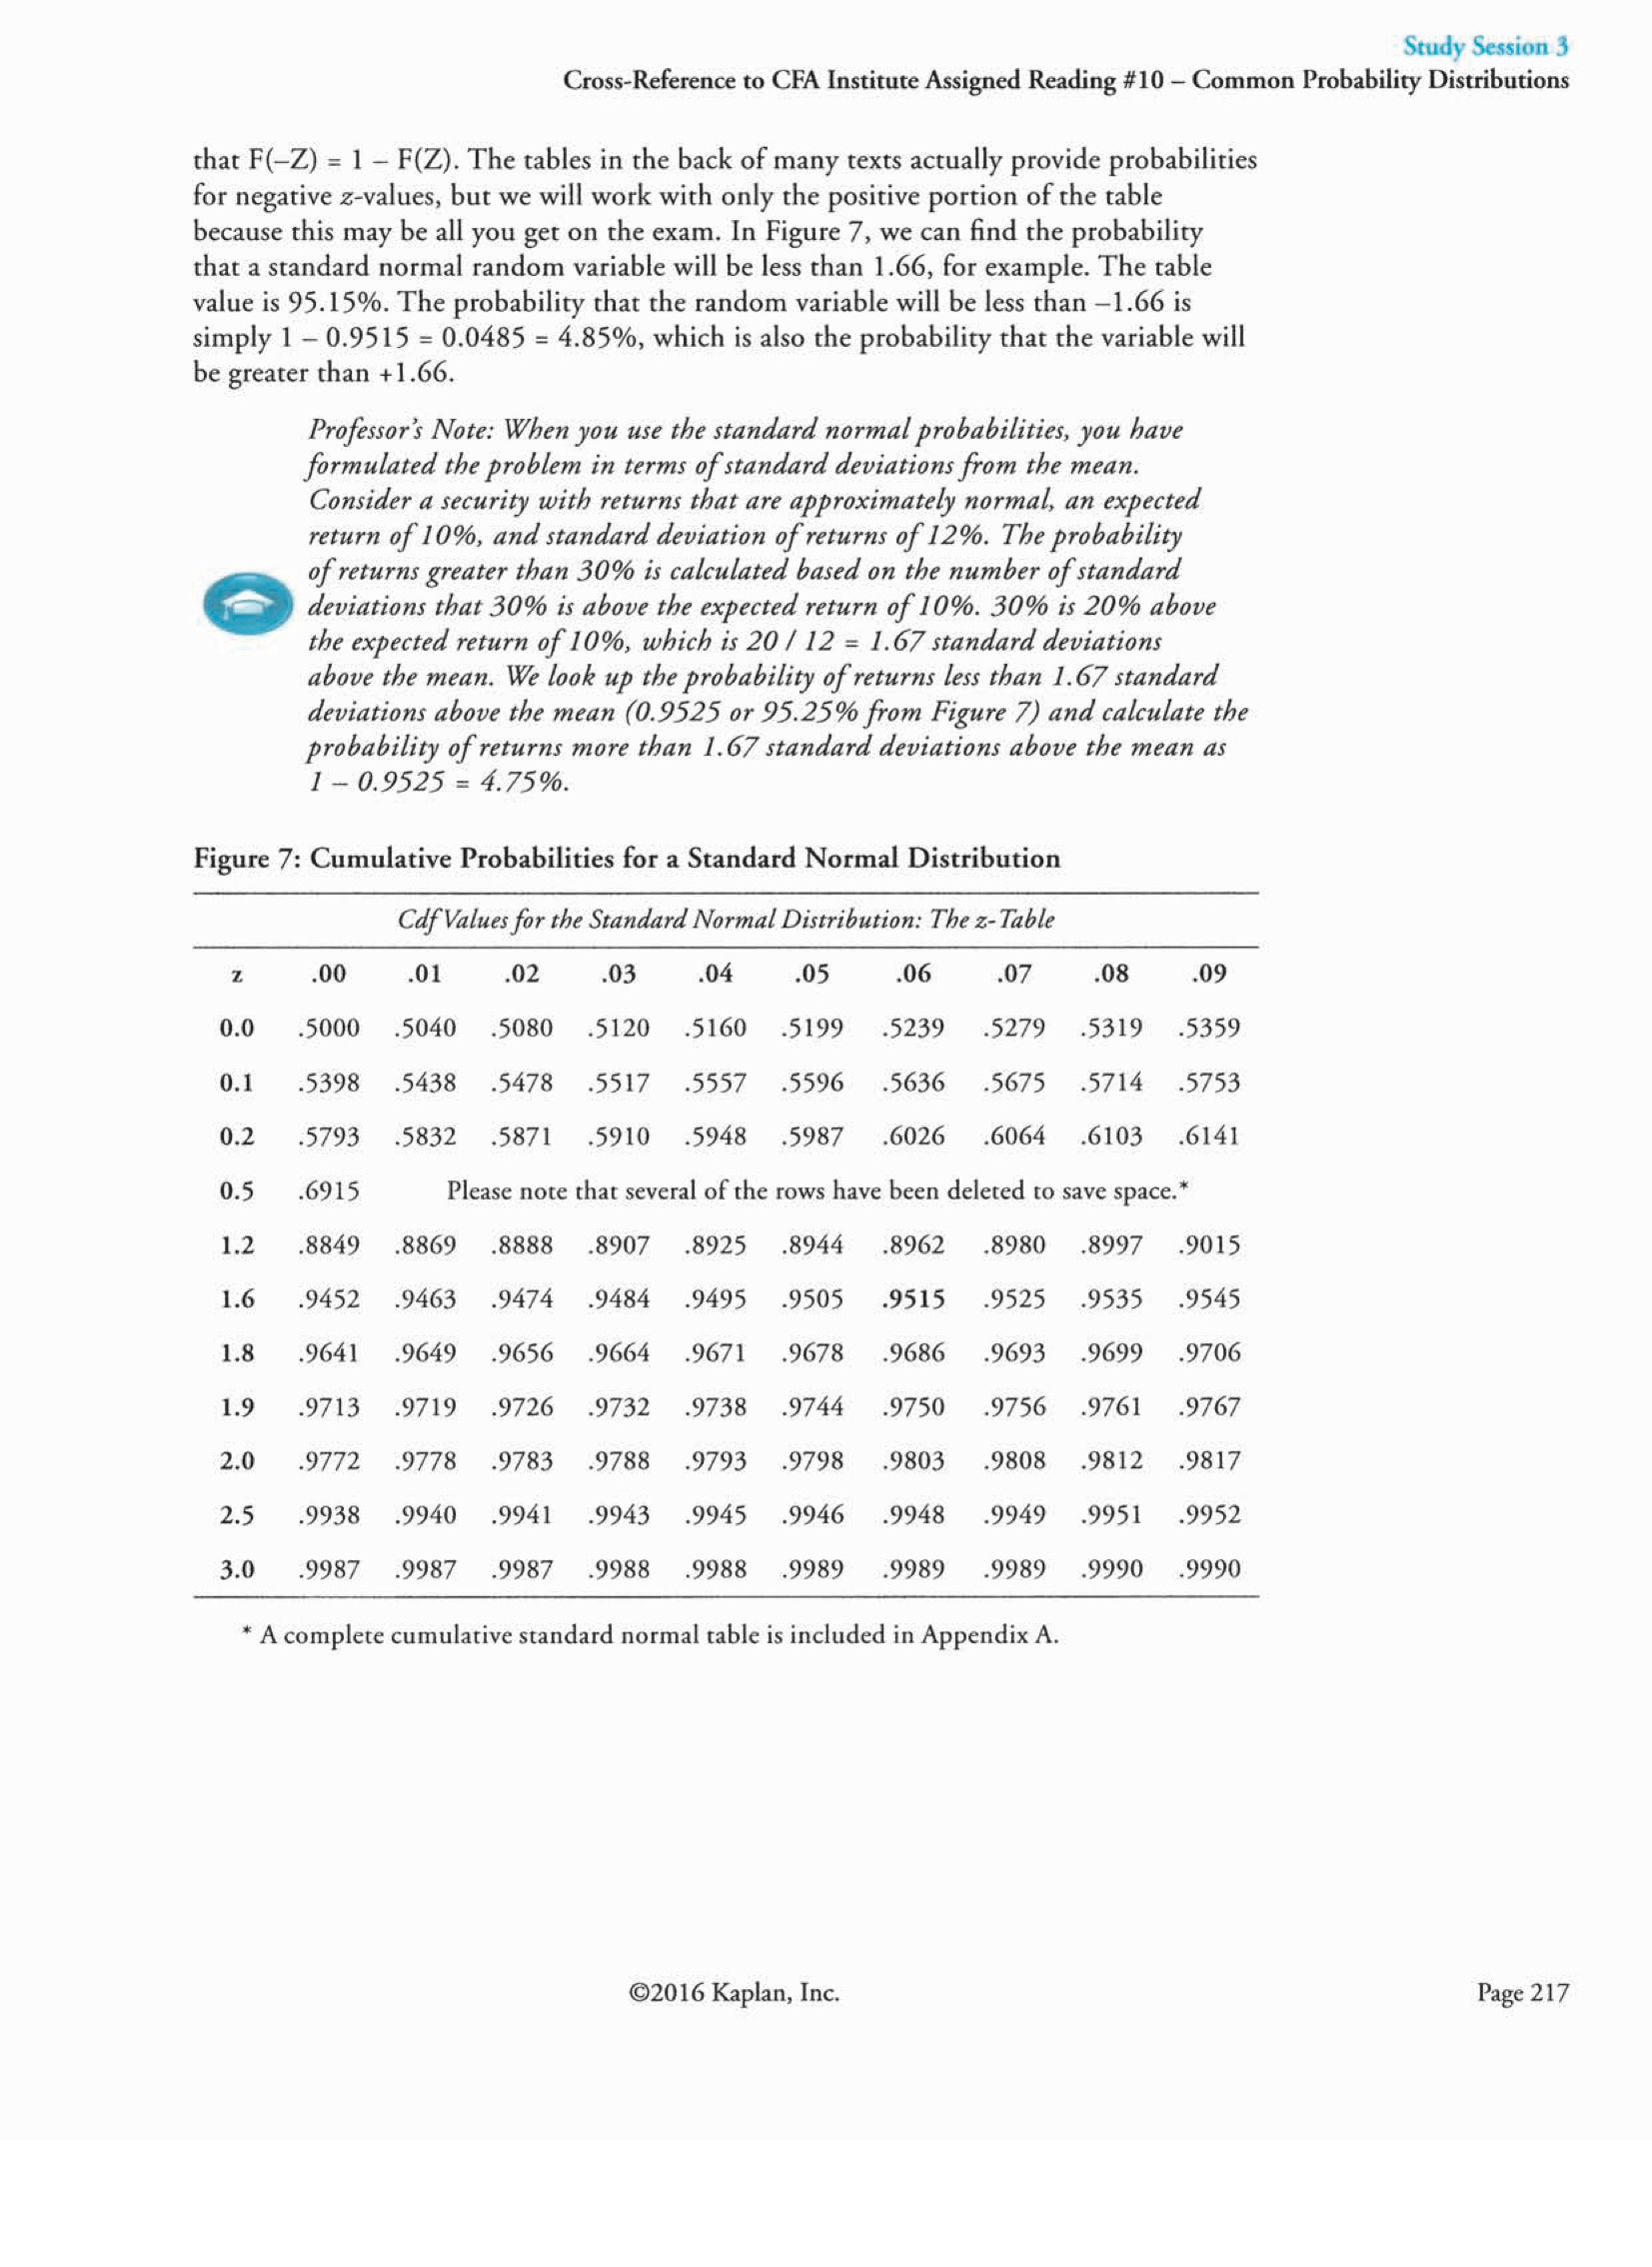 Study Session 3
Cross-Reference to CFA Institute Assigned Reading #10 – Common Probability Distributions
that F(–Z) = 1 – F(Z). The tables in the back of many texts actually provide probabilities
for negative z-values, but we will work with only the positive portion of the table
because this may be all you get on the exam. In Figure 7, we can find the probability
that a standard normal random variable will be less than 1.66, for example. The table
value is 95.15%. The probability that the random variable will be less than –1.66 is
simply 1 – 0.9515 = 0.0485 = 4.85%, which is also the probability that the variable will
be greater than +1.66.
Professor's Note: When you use the standard normal probabilities, you have
formulated the problem in terms of standard deviations from the mean.
Consider a security with returns that are approximately normal, an expected
return of 10%, and standard deviation of returns of 12%. The probability
of returns greater than 30% is calculated based on the number of standard
deviations that 30% is above the expected return of 10%. 30% is 20% above
the expected return of 10%, which is 20 / 12 = 1.67 standard deviations
above the mean. We look up the probability of returns less than 1.67 standard
deviations above the mean (0.9525 or 95.25% from Figure 7) and calculate the
probability of returns more than 1.67 standard deviations above the mean as
1 – 0.9525 = 4.75%.
Figure 7: Cumulative Probabilities for a Standard Normal Distribution
Cdf Values for the Standard Normal Distribution: The z-Table
z .00 .01 .02 .03 .04 .05 .06 .07 .08 .09
0.0 .5000 .5040 .5080 .5120 .5160 .5199 .5239 .5279 .5319 .5359
0.1 .5398 .5438 .5478 .5517 .5557 .5596 .5636 .5675 .5714 .5753
0.2 .5793 .5832 .5871 .5910 .5948 .5987 .6026 .6064 .6103 .6141
0.5 .6915 Please note that several of the rows have been deleted to save space.*
1.2 .8849 .8869 .8888 .8907 .8925 .8944 .8962 .8980 .8997 .9015
1.6 .9452 .9463 .9474 .9484 .9495 .9505 .9515 .9525 .9535 .9545
1.8 .9641 .9649 .9656 .9664 .9671 .9678 .9686 .9693 .9699 .9706
1.9 .9713 .9719 .9726 .9732 .9738 .9744 .9750 .9756 .9761 .9767
2.0 .9772 .9778 .9783 .9788 .9793 .9798 .9803 .9808 .9812 .9817
2.5 .9938 .9940 .9941 .9943 .9945 .9946 .9948 .9949 .9951 .9952
3.0 .9987 .9987 .9987 .9988 .9988 .9989 .9989 .9989 .9990 .9990
* A complete cumulative standard normal table is included in Appendix A.
©2016 Kaplan, Inc.
Page 217